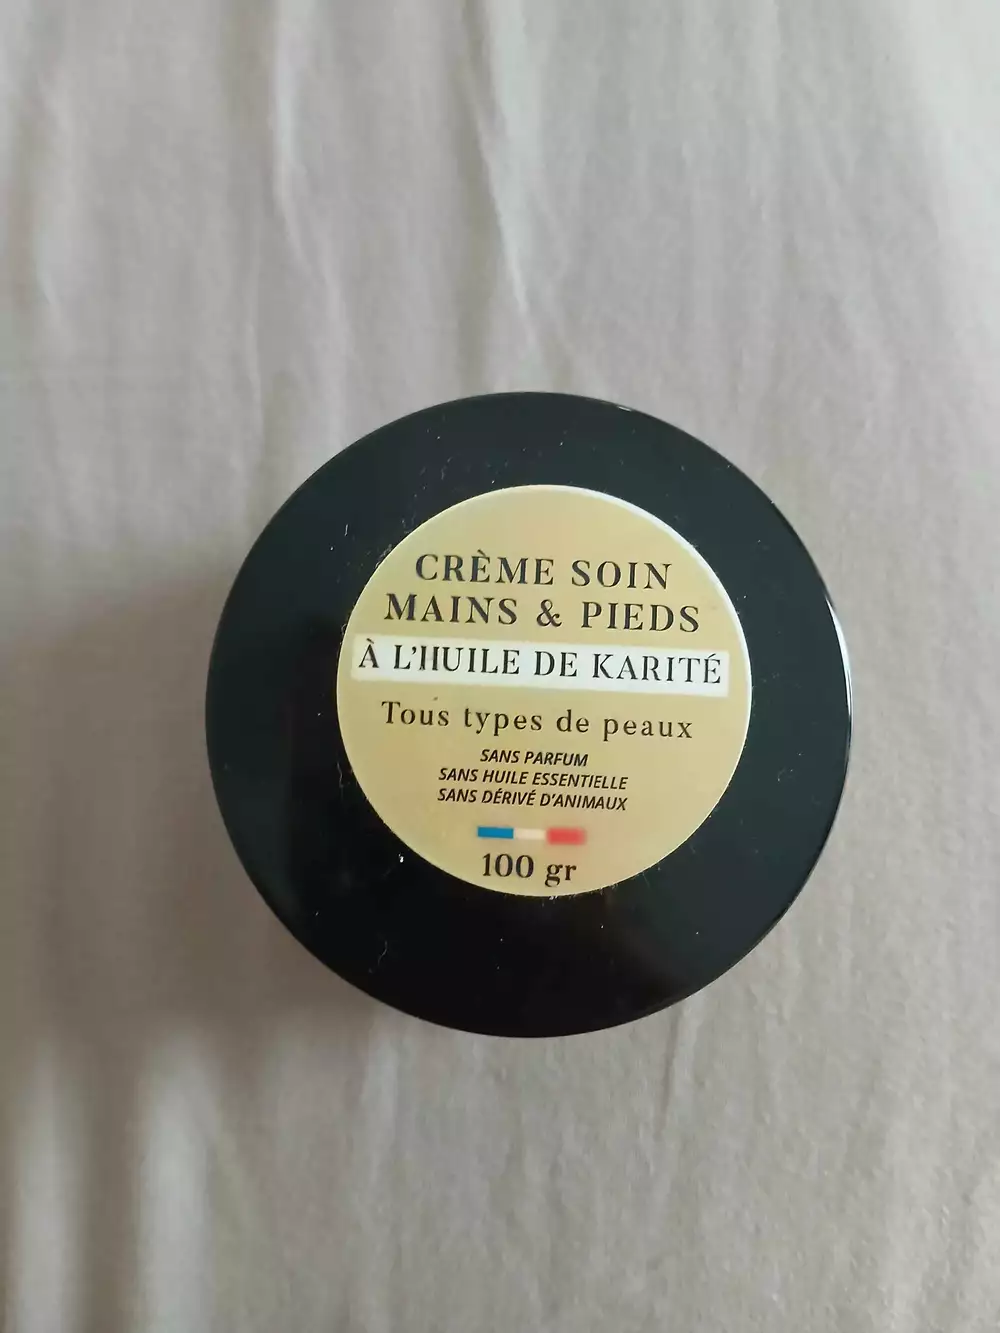 CRÈME SOIN
MAINS & PIEDS
À L'HUILE DE KARITÉ
Tous types de peaux
SANS PARFUM
SANS HUILE ESSENTIELLE
SANS DÉRIVÉ D'ANIMAUX
100 gr